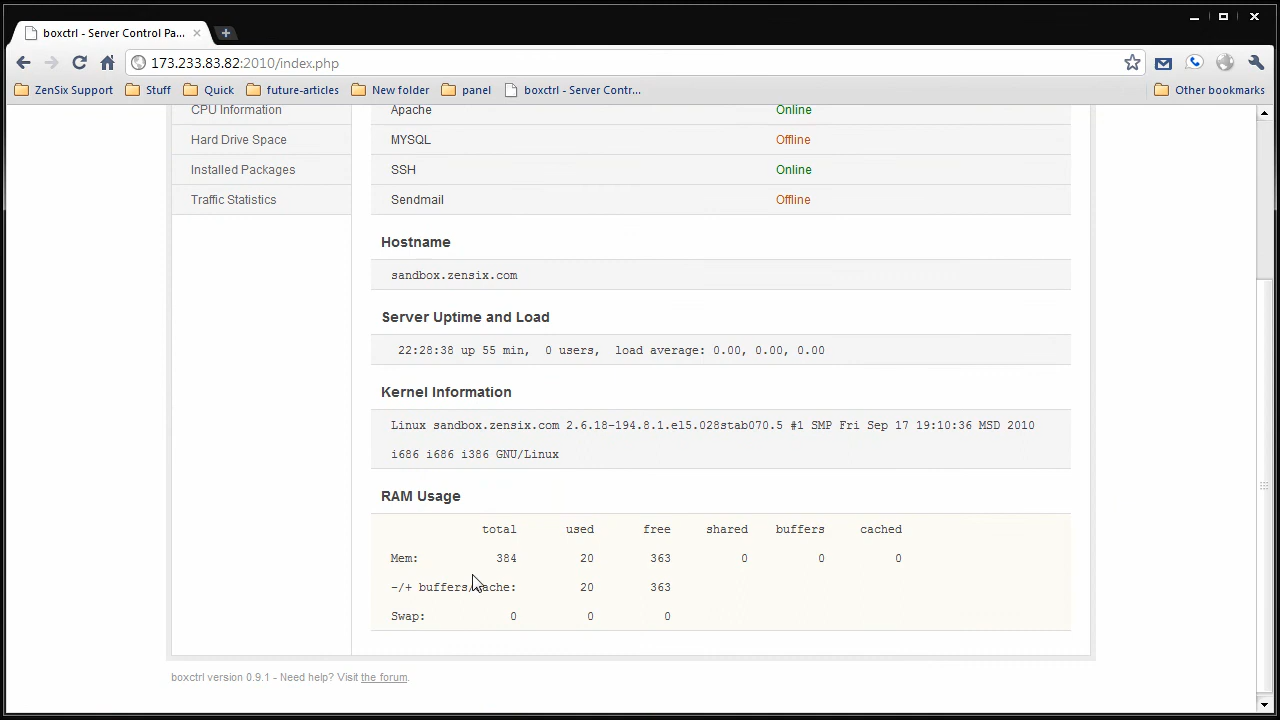 boxctrl - Server Control Pa...
173.233.83.82:2010/index.php
ZenSix Support Stuff Quick future-articles New folder panel boxctrl - Server Contr... Other bookmarks
CPU Information
Hard Drive Space
Installed Packages
Traffic Statistics
Apache Online
MYSQL Offline
SSH Online
Sendmail Offline
Hostname
sandbox.zensix.com
Server Uptime and Load
22:28:38 up 55 min, 0 users, load average: 0.00, 0.00, 0.00
Kernel Information
Linux sandbox.zensix.com 2.6.18-194.8.1.el5.028stab070.5 #1 SMP Fri Sep 17 19:10:36 MSD 2010
i686 i686 i386 GNU/Linux
RAM Usage
total used free shared buffers cached
Mem: 384 20 363 0 0 0
-/+ buffers/cache: 20 363
Swap: 0 0 0
boxctrl version 0.9.1 - Need help? Visit the forum.